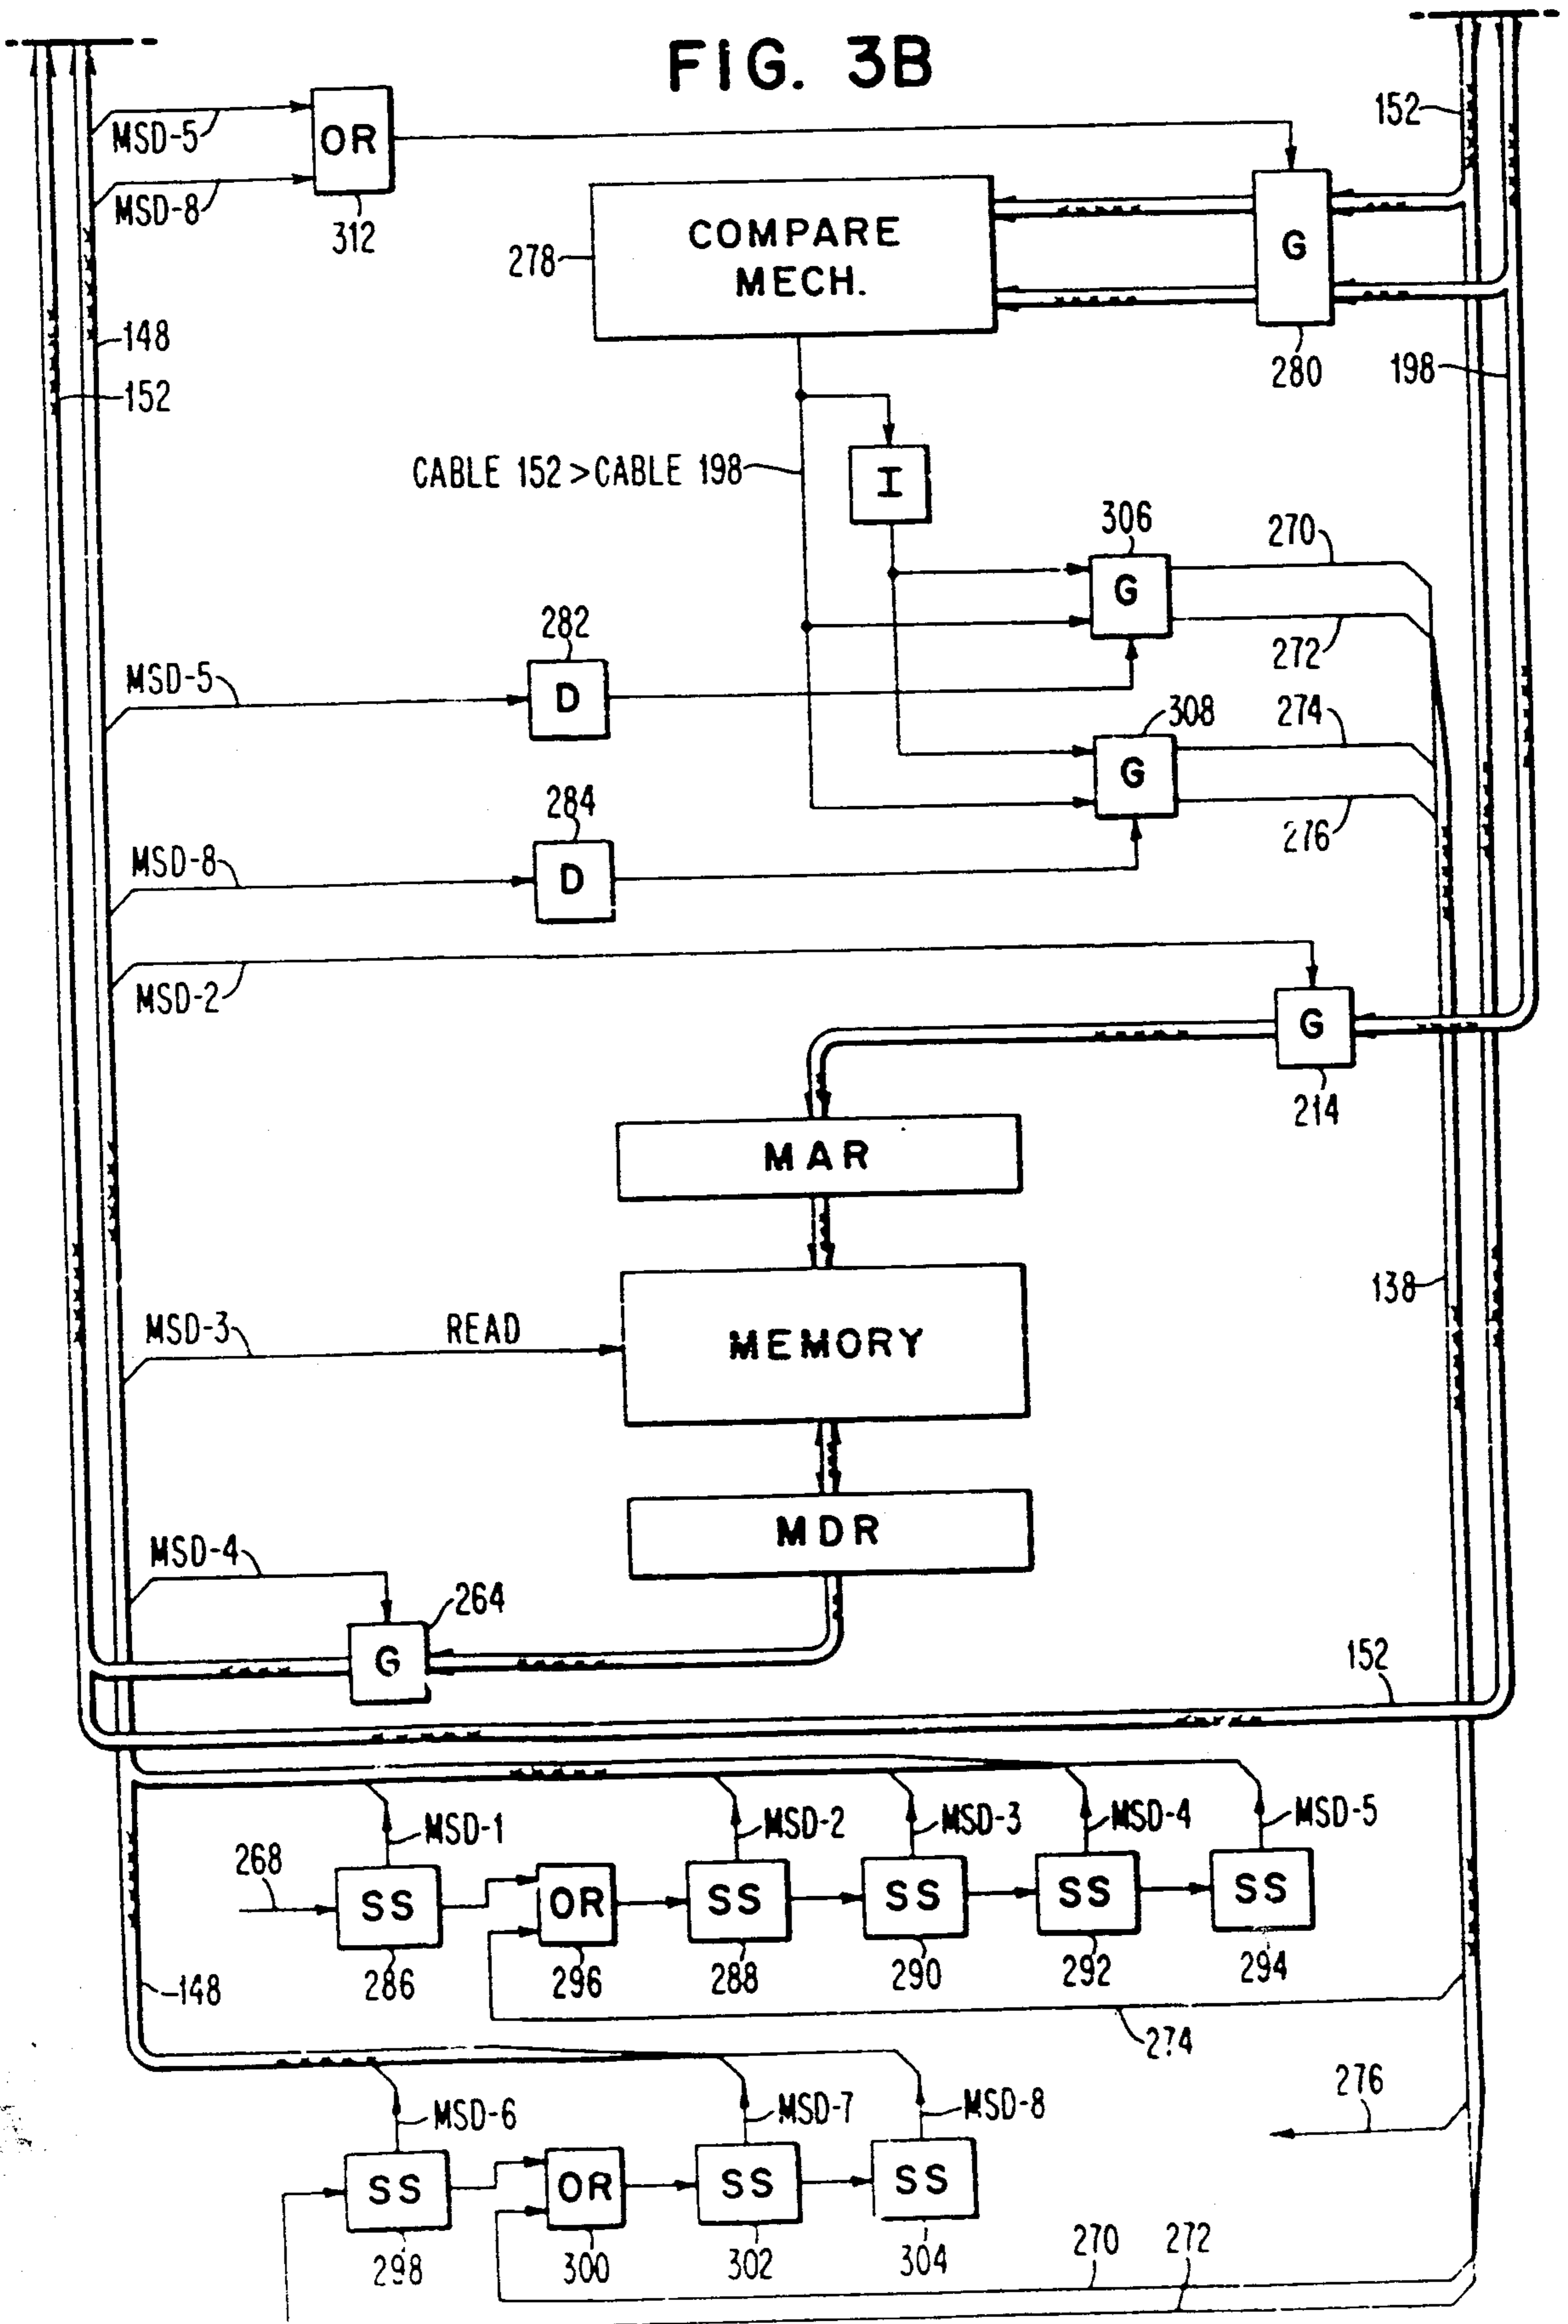 FIG. 3B
152
MSD-5
OR
MSD-8
312
COMPARE
MECH.
278
G
280
198
148
152
CABLE 152 > CABLE 198
I
306
G
270
272
282
MSD-5
D
308
G
274
276
284
MSD-8
D
MSD-2
G
214
MAR
138
MSD-3
READ
MEMORY
MDR
MSD-4
264
G
152
MSD-1
MSD-2
MSD-3
MSD-4
MSD-5
268
SS
OR
SS
SS
SS
SS
286
296
288
290
292
294
148
274
276
MSD-6
MSD-7
MSD-8
SS
OR
SS
SS
298
300
302
304
270
272